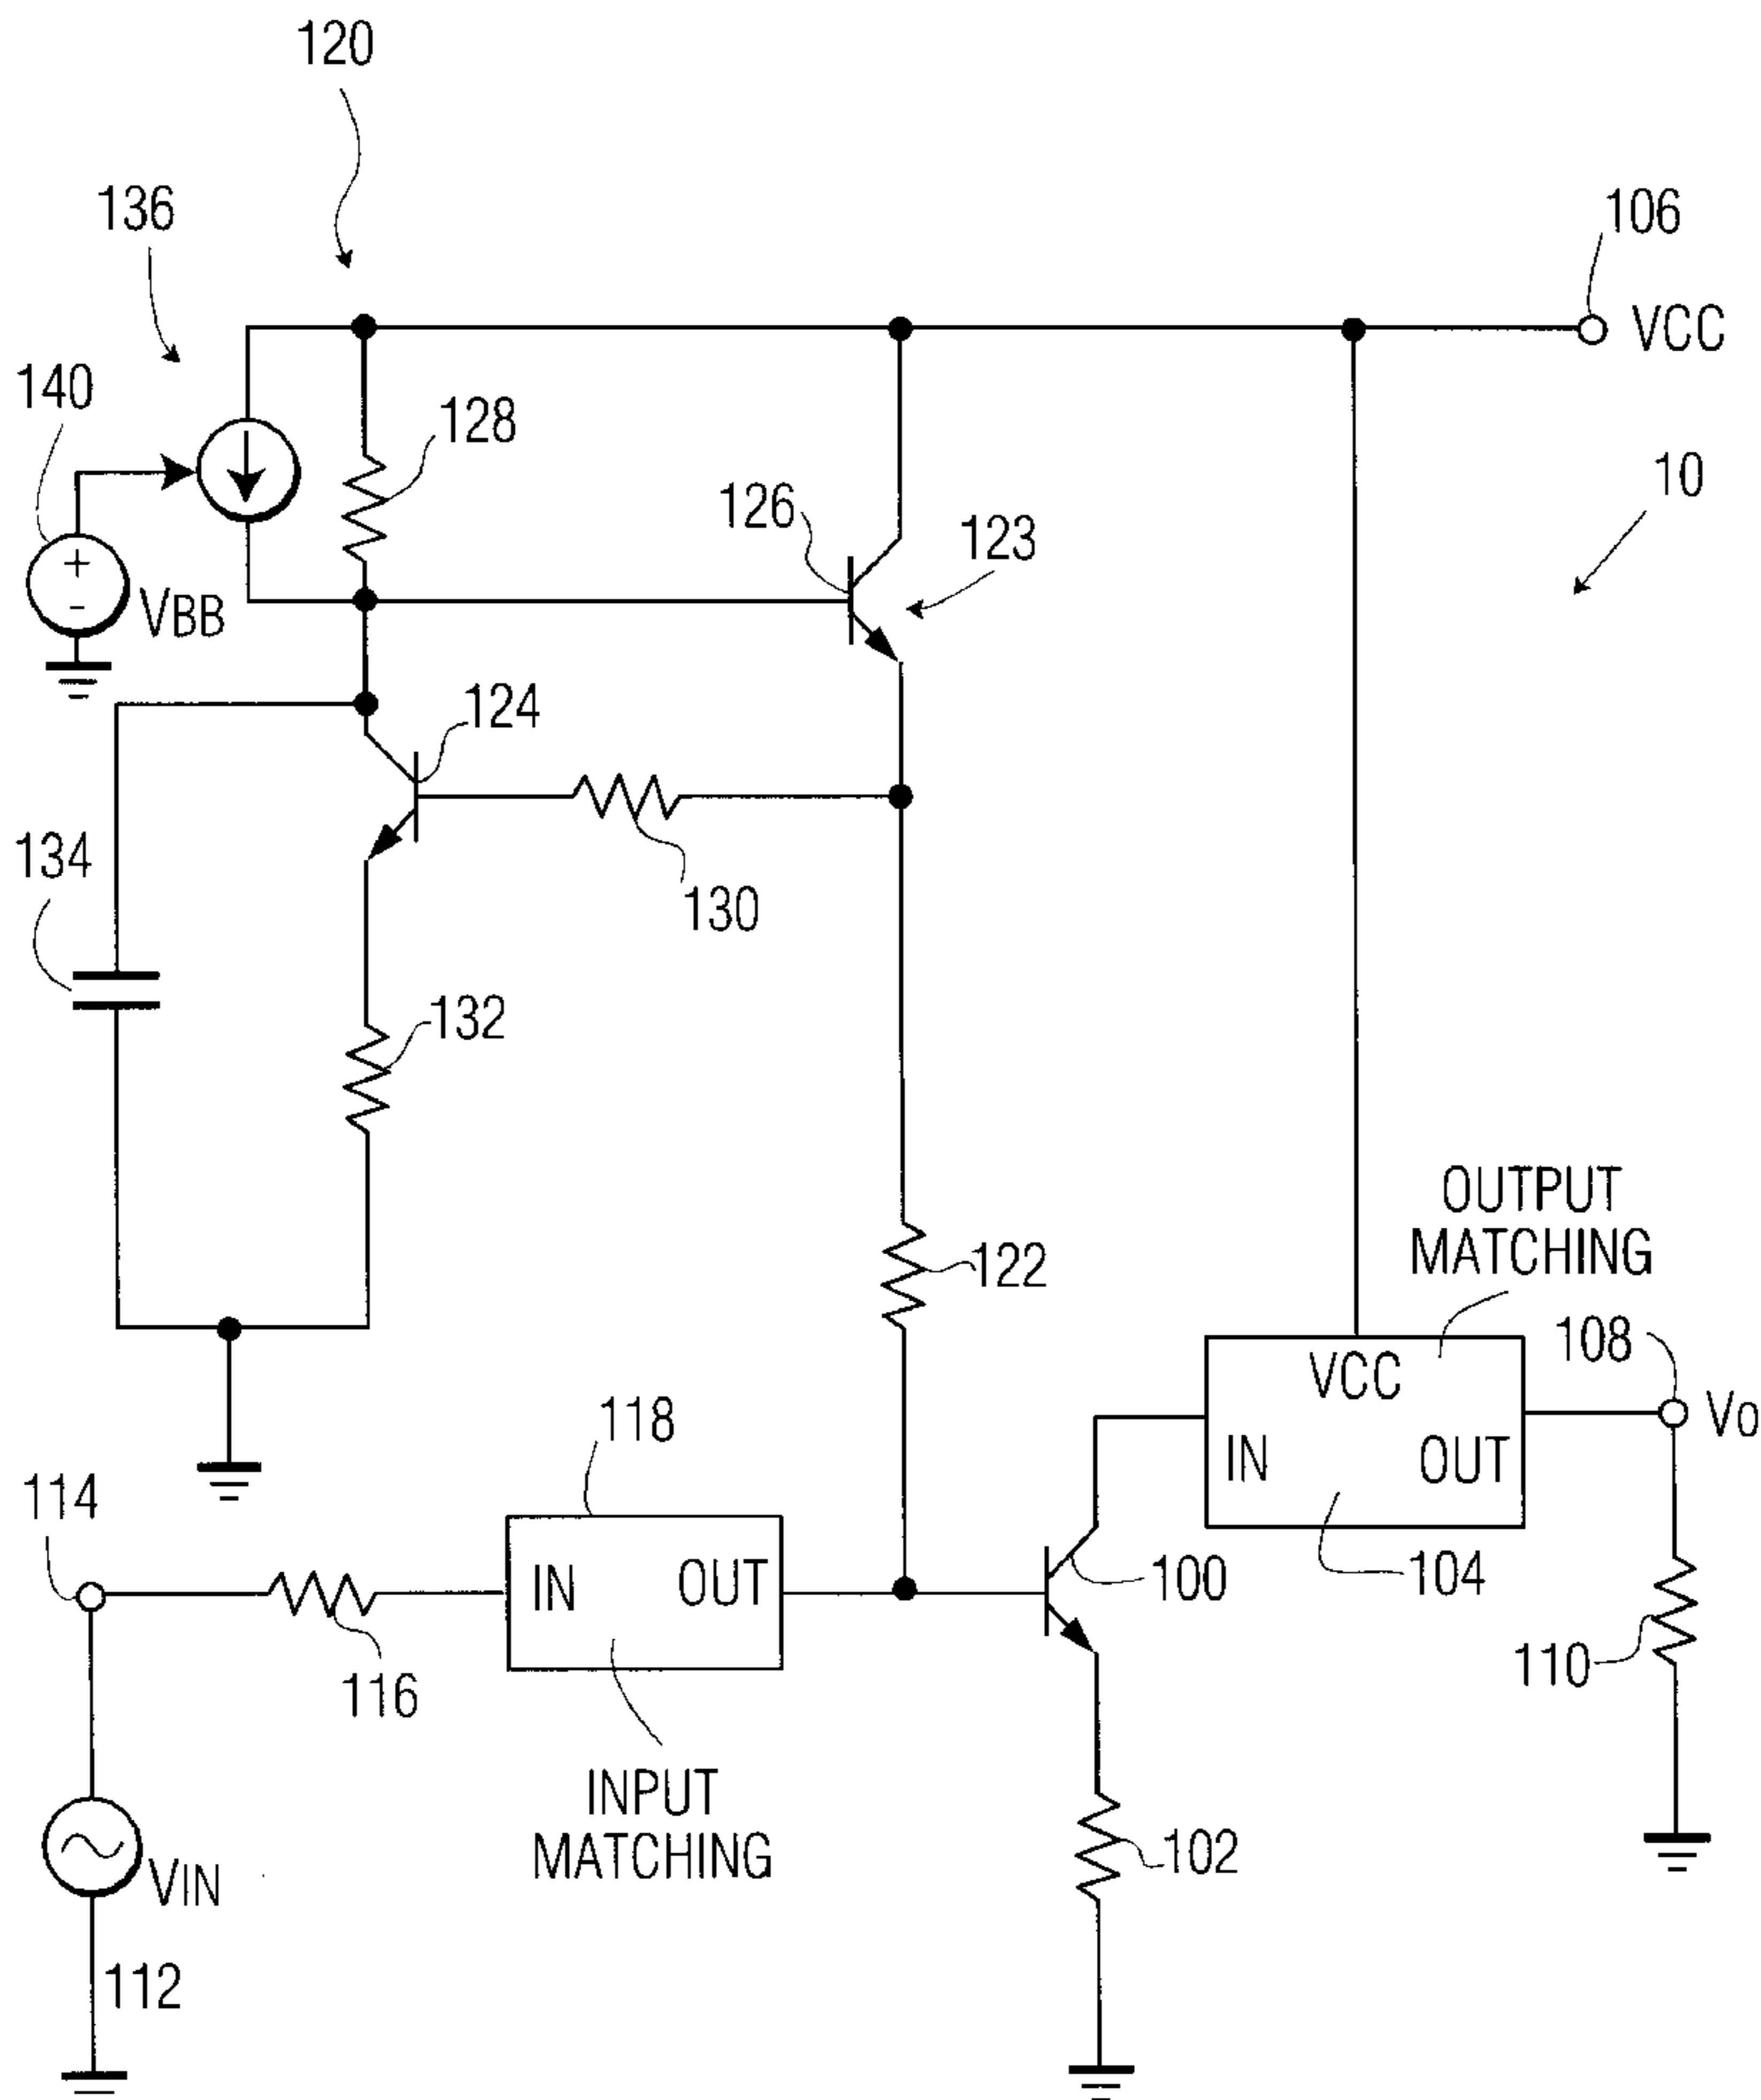 120
136
106
VCC
140
128
10
126
123
VBB
124
134
130
132
OUTPUT
MATCHING
122
108
118
VCC
VO
114
IN
OUT
IN
OUT
100
104
110
116
INPUT
MATCHING
102
VIN
112
+
-